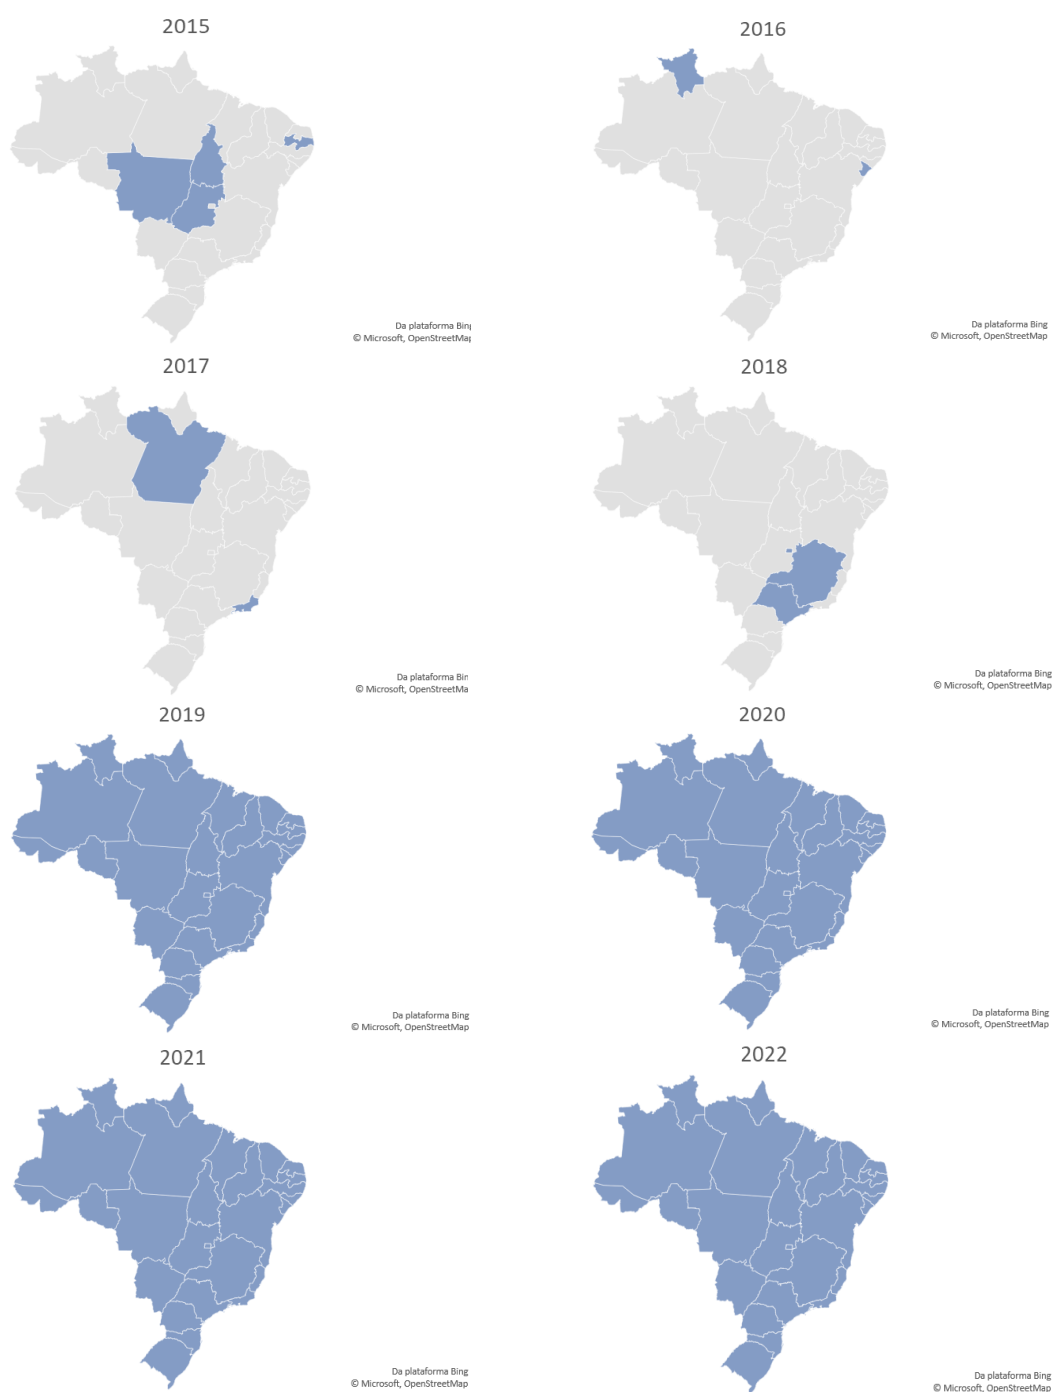 2015
2016
Da plataforma Bing
© Microsoft, OpenStreetMap
Da plataforma Bing
© Microsoft, OpenStreetMap
2017
2018
Da plataforma Bin
© Microsoft, OpenStreetMa
Da plataforma Bing
© Microsoft, OpenStreetMap
2019
2020
Da plataforma Bing
© Microsoft, OpenStreetMap
Da plataforma Bing
© Microsoft, OpenStreetMap
2021
2022
Da plataforma Bing
© Microsoft, OpenStreetMap
Da plataforma Bing
© Microsoft, OpenStreetMap